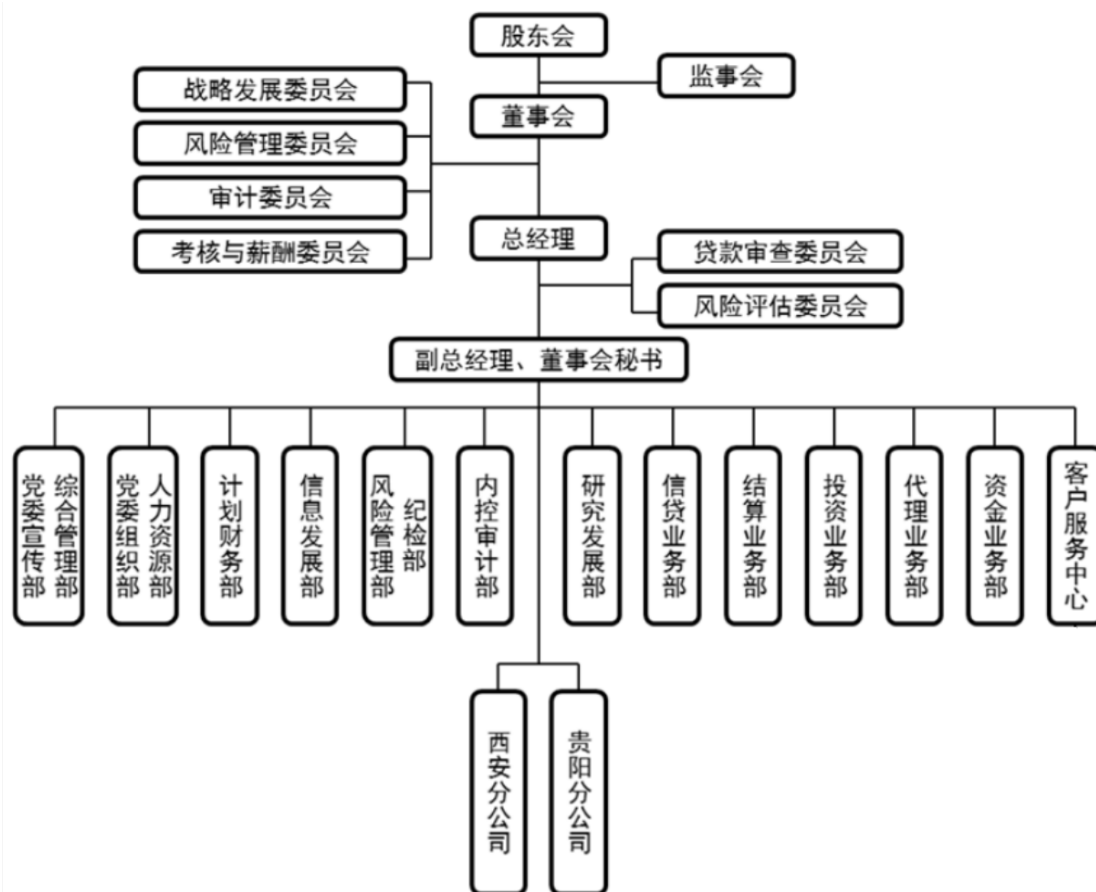 股东会
监事会
战略发展委员会
董事会
风险管理委员会
审计委员会
总经理
考核与薪酬委员会
贷款审查委员会
风险评估委员会
副总经理、董事会秘书
综合管理部
党委宣传部
人力资源部
党委组织部
计划财务部
信息发展部
纪检部
风险管理部
内控审计部
研究发展部
信贷业务部
结算业务部
投资业务部
代理业务部
资金业务部
客户服务中心
西安分公司
贵阳分公司